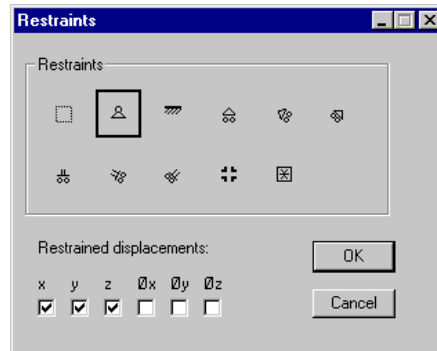 Restraints
Restraints
Restrained displacements:
x y z Øx Øy Øz
OK
Cancel